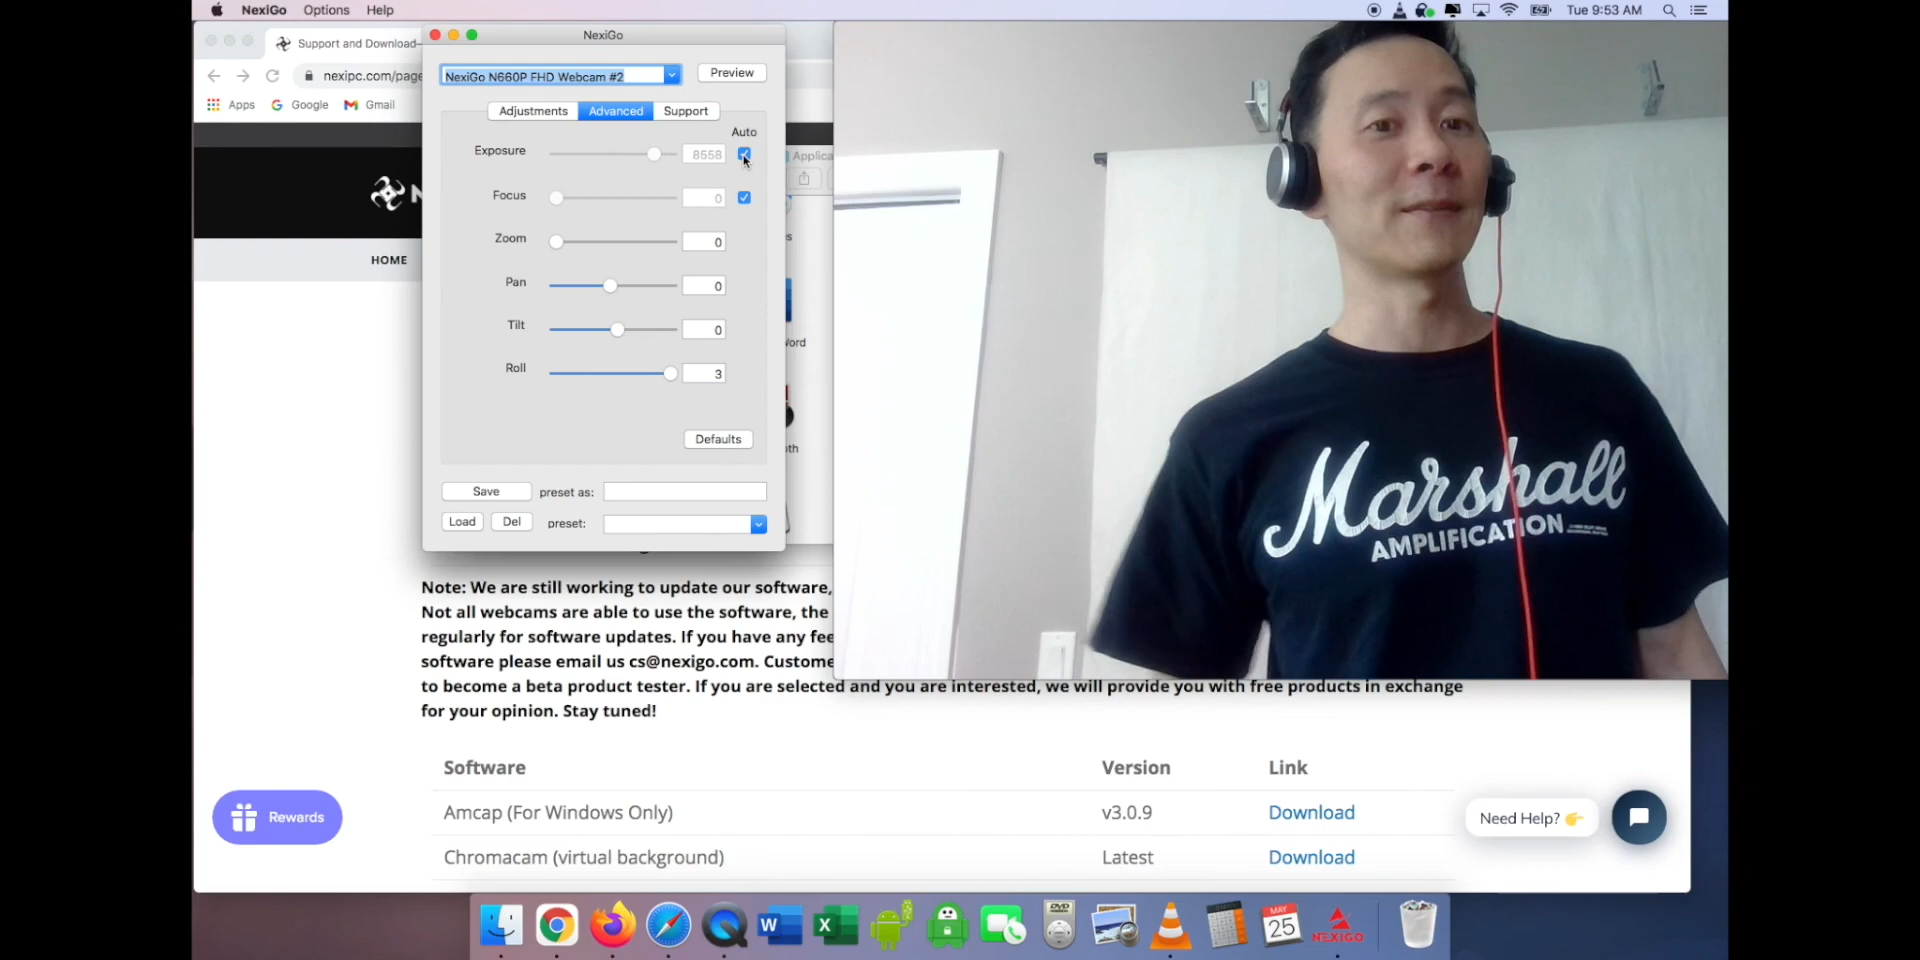 NexiGo Options Help
Tue 9:53 AM
Support and Download—
NexiGo
nexipc.com/page
NexiGo N660P FHD Webcam #2
Preview
Apps Google Gmail
Adjustments Advanced Support
Auto
Exposure 8558
Applica
Focus 0
Zoom 0
HOME
Pan 0
Tilt 0
Word
Roll 3
Defaults
Save preset as:
Load Del preset:
Marshall
AMPLIFICATION
Note: We are still working to update our software,
Not all webcams are able to use the software, the
regularly for software updates. If you have any fee
software please email us cs@nexigo.com. Custome
to become a beta product tester. If you are selected and you are interested, we will provide you with free products in exchange
for your opinion. Stay tuned!
Software Version Link
Amcap (For Windows Only) v3.0.9 Download
Chromacam (virtual background) Latest Download
Rewards
Need Help? 👉
W X DVD MAY 25 NEXIGO